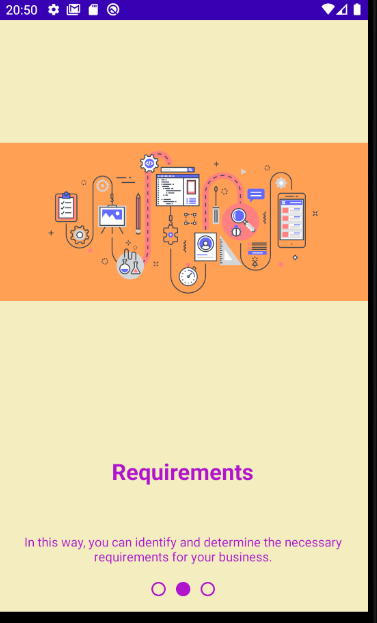 20:50
Requirements
In this way, you can identify and determine the necessary
requirements for your business.